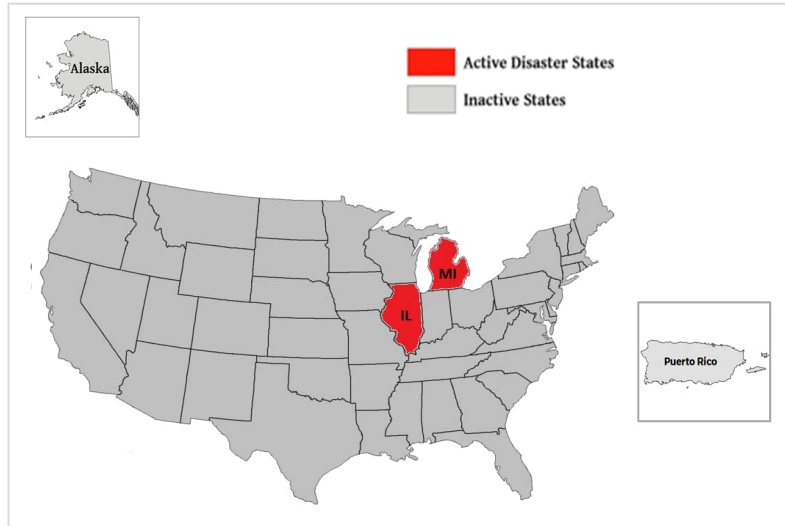 Alaska
Active Disaster States
Inactive States
MI
IL
Puerto Rico